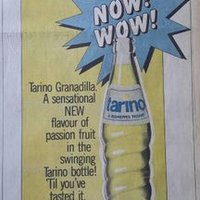 NOW!
WOW!
Tarino Granadilla.
A sensational
NEW
flavour of
passion fruit
in the
swinging
Tarino bottle!
'Til you've
tasted it,
tarino